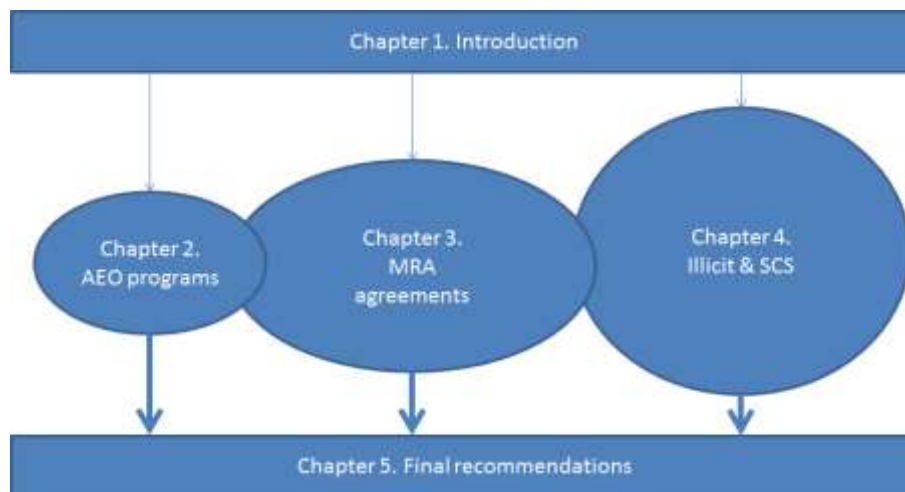 Chapter 1. Introduction
Chapter 2.
AEO programs
Chapter 3.
MRA
agreements
Chapter 4.
Illicit & SCS
Chapter 5. Final recommendations